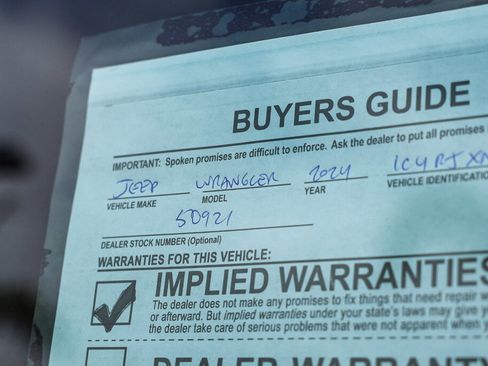 BUYERS GUIDE
IMPORTANT: Spoken promises are difficult to enforce. Ask the dealer to put all promises
JEEP WRANGLER 2024 1C4RJXN
VEHICLE MAKE MODEL YEAR VEHICLE IDENTIFICATION
50921
DEALER STOCK NUMBER (Optional)
WARRANTIES FOR THIS VEHICLE:
IMPLIED WARRANTIES
The dealer does not make any promises to fix things that need repair w
or afterward. But implied warranties under your state's laws may give y
the dealer take care of serious problems that were not apparent when y
DEALER WARRANTY